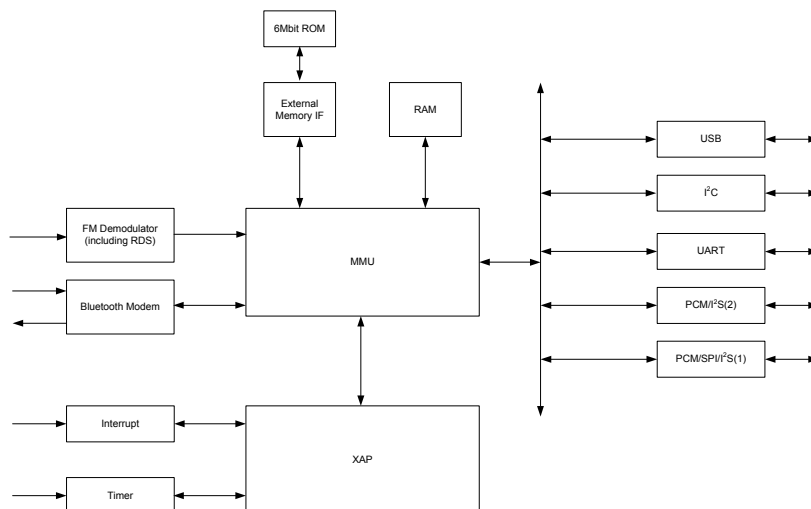 6Mbit ROM
External
Memory IF
RAM
USB
I²C
FM Demodulator
(including RDS)
MMU
UART
Bluetooth Modem
PCM/I²S(2)
PCM/SPI/I²S(1)
Interrupt
XAP
Timer